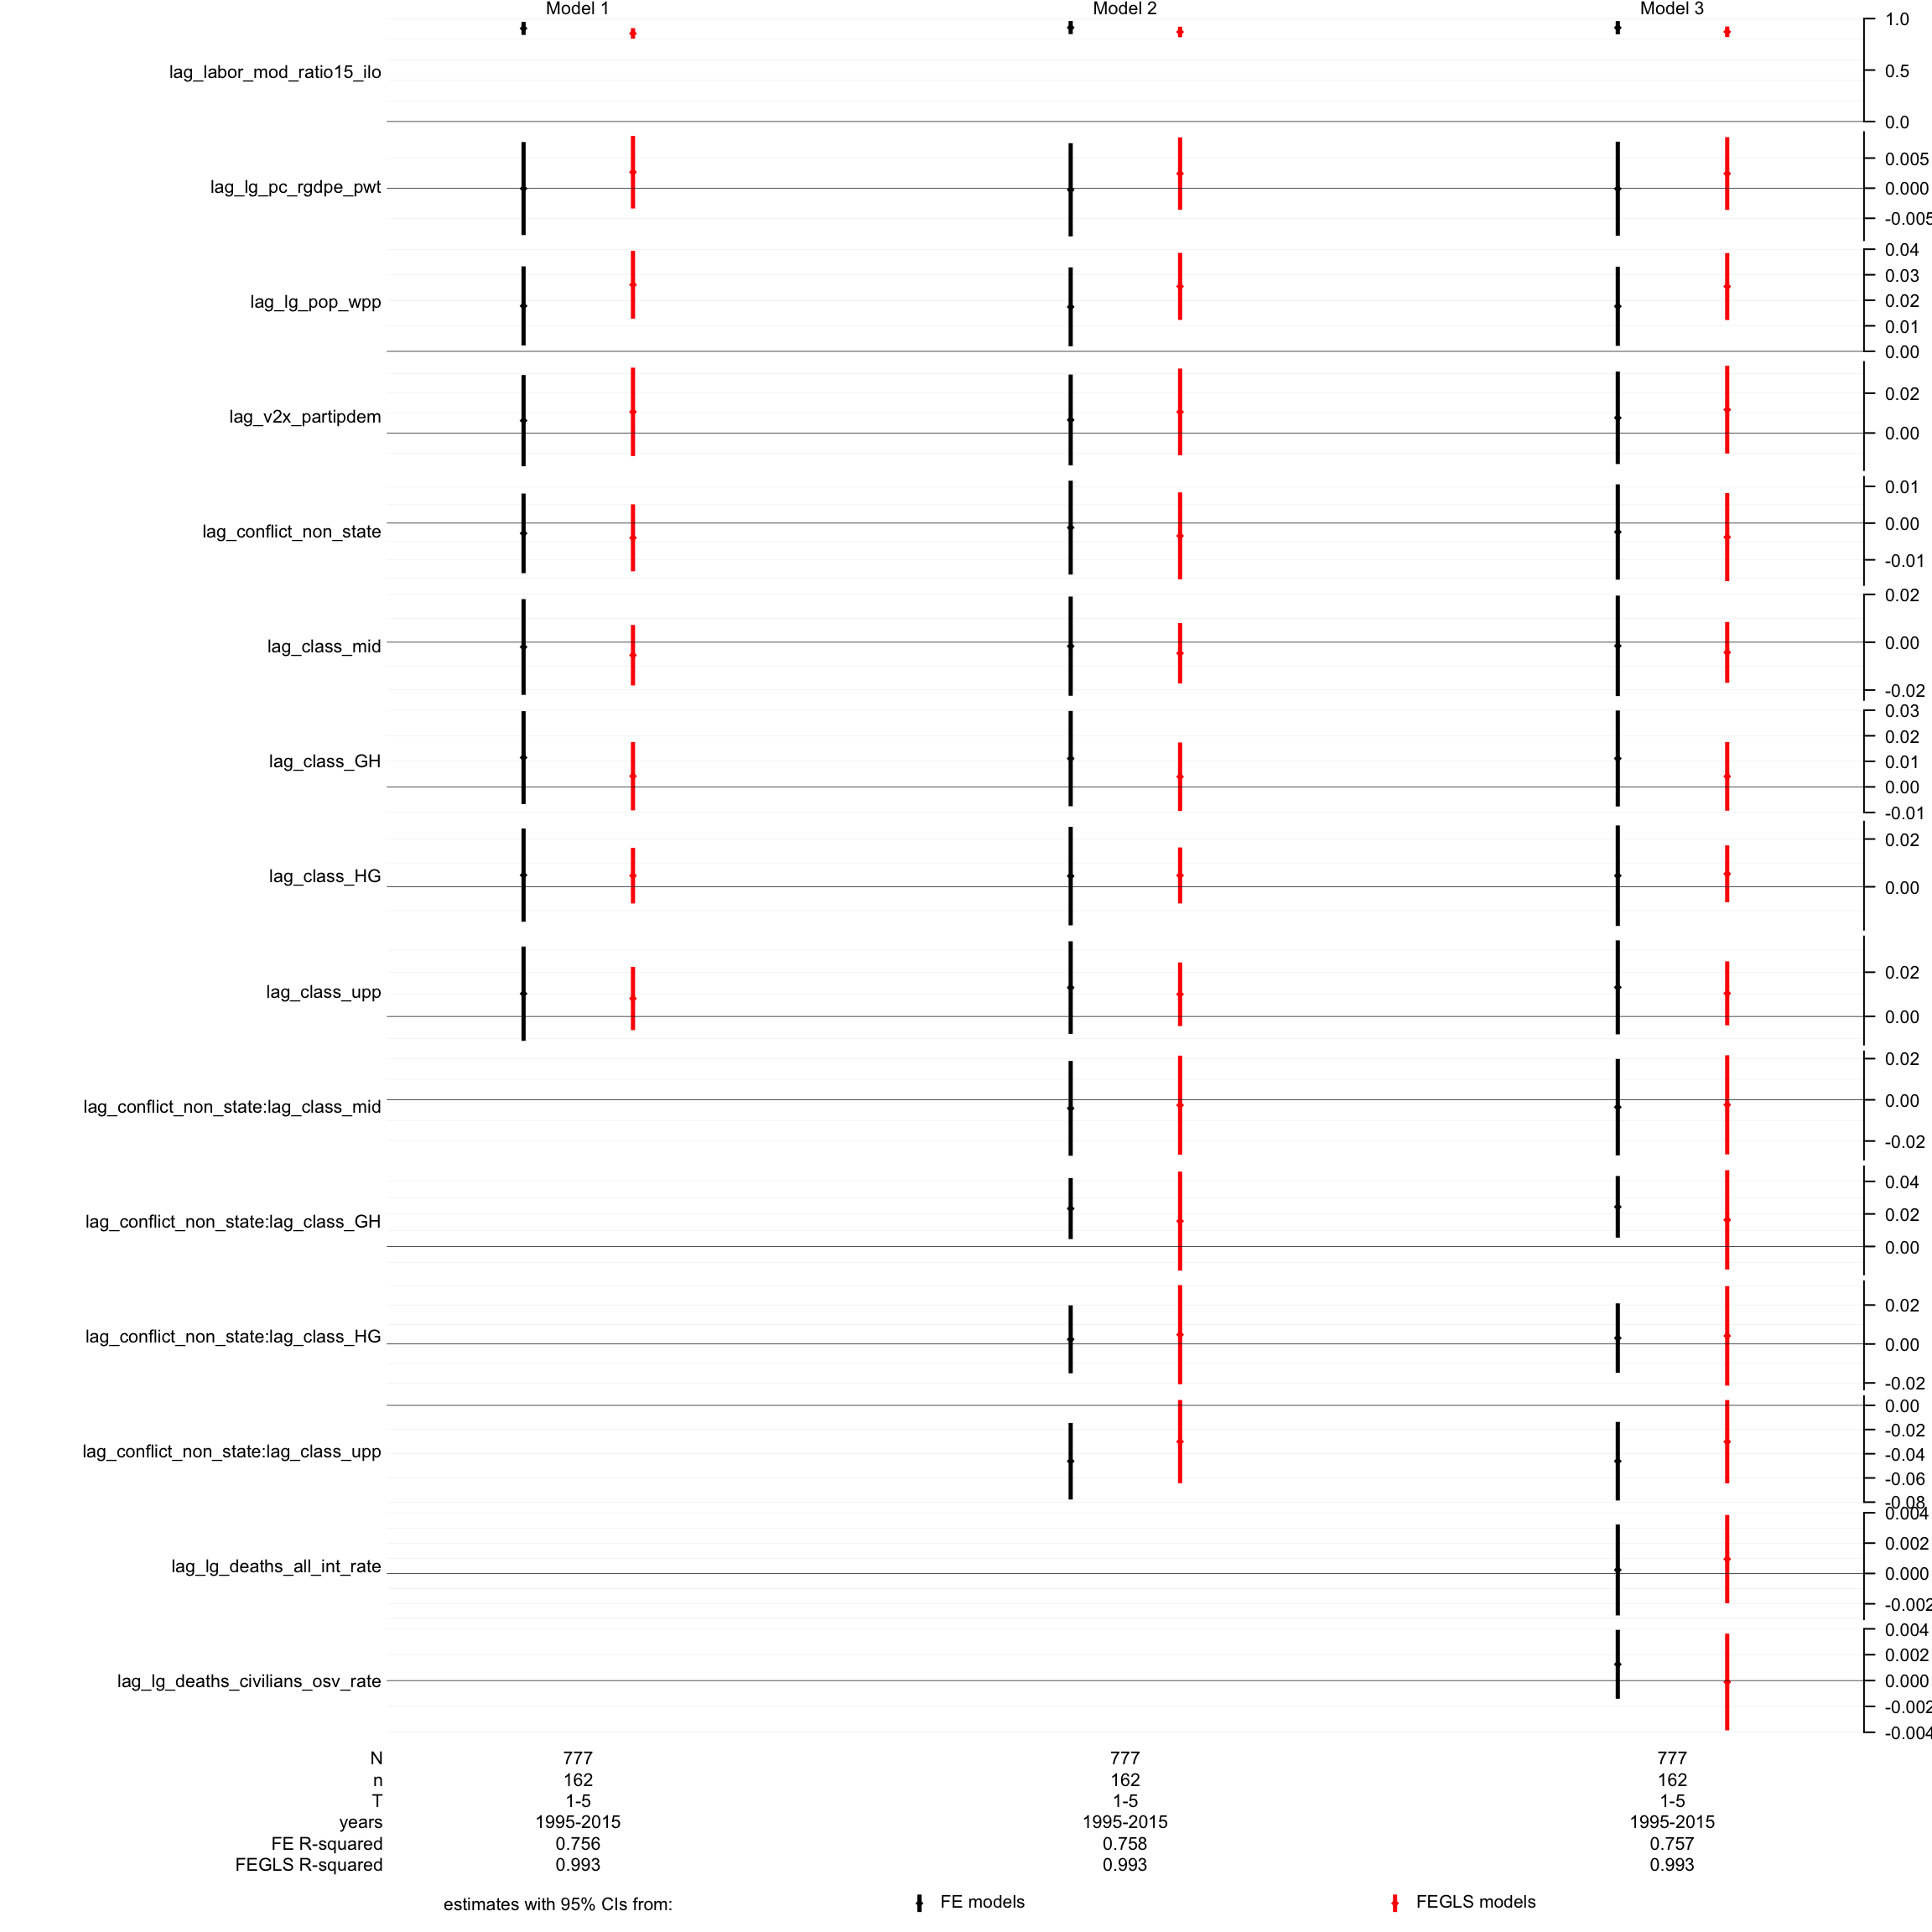 Model 1 Model 2 Model 3
1.0
lag_labor_mod_ratio15_ilo 0.5
0.0
0.005
lag_lg_pc_rgdpe_pwt 0.000
-0.005
0.04
0.03
lag_lg_pop_wpp 0.02
0.01
0.00
0.02
lag_v2x_partipdem
0.00
0.01
lag_conflict_non_state 0.00
-0.01
0.02
lag_class_mid 0.00
-0.02
0.03
0.02
lag_class_GH 0.01
0.00
-0.01
0.02
lag_class_HG 0.00
0.02
lag_class_upp
0.00
0.02
lag_conflict_non_state:lag_class_mid 0.00
-0.02
0.04
lag_conflict_non_state:lag_class_GH 0.02
0.00
0.02
lag_conflict_non_state:lag_class_HG 0.00
-0.02
0.00
-0.02
lag_conflict_non_state:lag_class_upp -0.04
-0.06
-0.08
0.004
0.002
lag_lg_deaths_all_int_rate 0.000
-0.002
0.004
0.002
lag_lg_deaths_civilians_osv_rate 0.000
-0.002
-0.004
N 777 777 777
n 162 162 162
T 1-5 1-5 1-5
years 1995-2015 1995-2015 1995-2015
FE R-squared 0.756 0.758 0.757
FEGLS R-squared 0.993 0.993 0.993
estimates with 95% CIs from: FE models FEGLS models